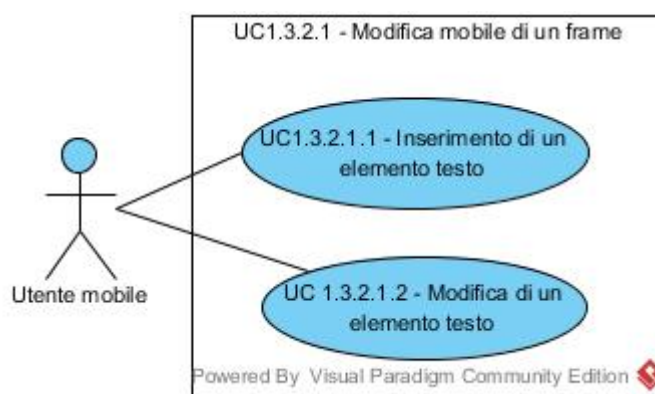 UC1.3.2.1 - Modifica mobile di un frame
UC1.3.2.1.1 - Inserimento di un
elemento testo
Utente mobile
UC 1.3.2.1.2 - Modifica di un
elemento testo
Powered By Visual Paradigm Community Edition